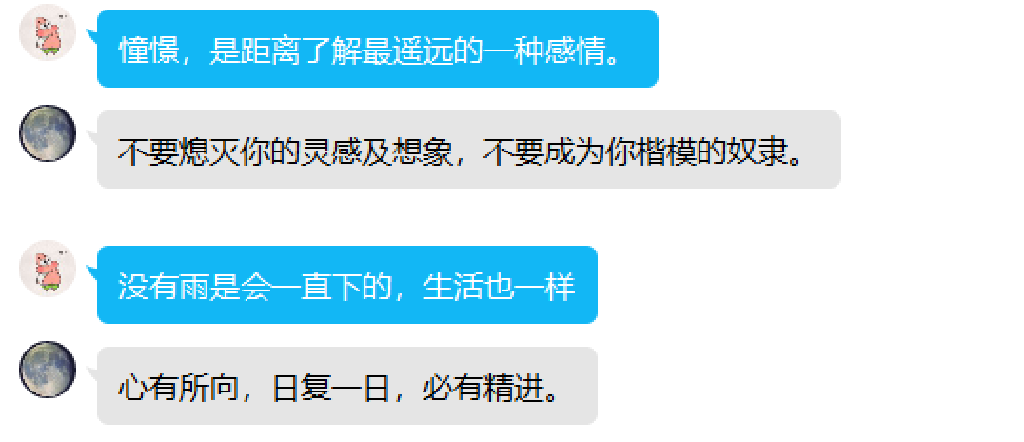 憧憬，是距离了解最遥远的一种感情。
不要熄灭你的灵感及想象，不要成为你楷模的奴隶。
没有雨是会一直下的，生活也一样
心有所向，日复一日，必有精进。